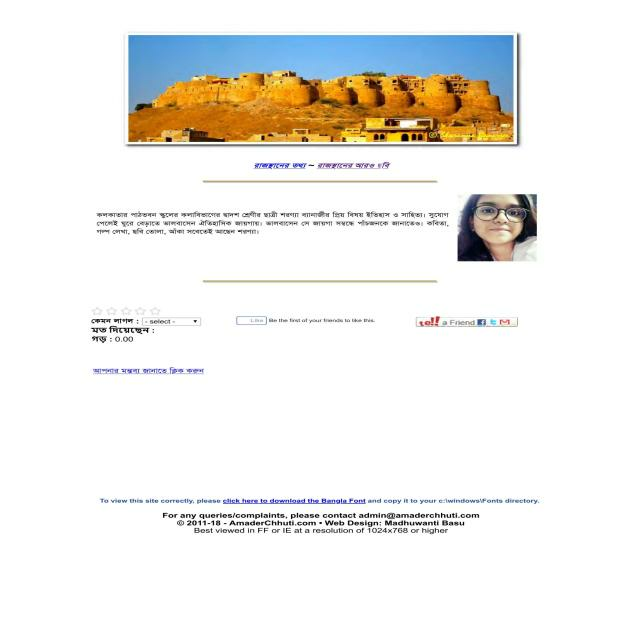 রাজস্থানের তথ্য ~ রাজস্থানের আরও ছবি
কলকাতার পাঠভবন স্কুলের কলাবিভাগের দ্বাদশ শ্রেণীর ছাত্রী শরণ্যা ব্যানার্জীর প্রিয় বিষয় ইতিহাস ও সাহিত্য। সুযোগ
পেলেই ঘুরে বেড়াতে ভালবাসেন ঐতিহাসিক জায়গায়। ভালবাসেন সে জায়গা সম্বন্ধে পাঁচজনকে জানাতেও। কবিতা,
গল্প লেখা, ছবি তোলা, আঁকা সবেতেই আছেন শরণ্যা।
কেমন লাগল : - select - Like Be the first of your friends to like this. te!! a Friend
মত দিয়েছেন :
গড় : 0.00
আপনার মন্তব্য জানাতে ক্লিক করুন
To view this site correctly, please click here to download the Bangla Font and copy it to your c:\windows\Fonts directory.
For any queries/complaints, please contact admin@amaderchhuti.com
© 2011-18 - AmaderChhuti.com • Web Design: Madhuwanti Basu
Best viewed in FF or IE at a resolution of 1024x768 or higher